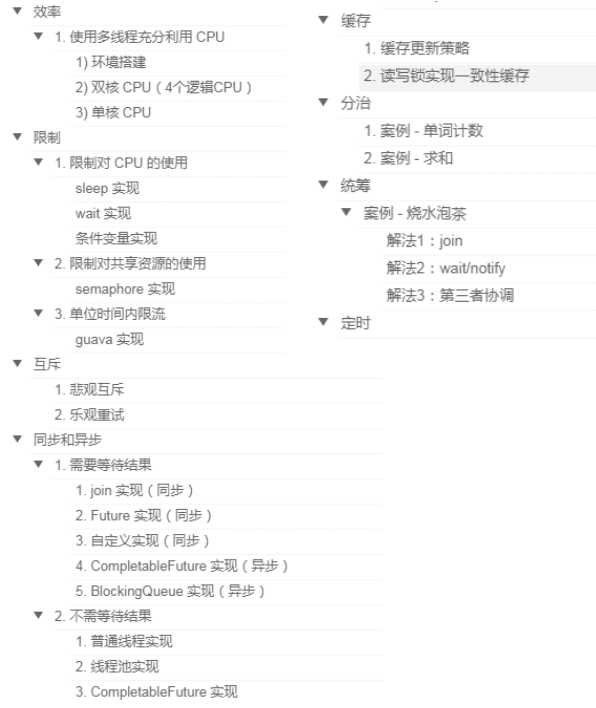 效率
1. 使用多线程充分利用 CPU
1) 环境搭建
2) 双核 CPU（4个逻辑CPU）
3) 单核 CPU
限制
1. 限制对 CPU 的使用
sleep 实现
wait 实现
条件变量实现
2. 限制对共享资源的使用
semaphore 实现
3. 单位时间内限流
guava 实现
互斥
1. 悲观互斥
2. 乐观重试
同步和异步
1. 需要等待结果
1. join 实现（同步）
2. Future 实现（同步）
3. 自定义实现（同步）
4. CompletableFuture 实现（异步）
5. BlockingQueue 实现（异步）
2. 不需等待结果
1. 普通线程实现
2. 线程池实现
3. CompletableFuture 实现
缓存
1. 缓存更新策略
2. 读写锁实现一致性缓存
分治
1. 案例 - 单词计数
2. 案例 - 求和
统筹
案例 - 烧水泡茶
解法1：join
解法2：wait/notify
解法3：第三者协调
定时